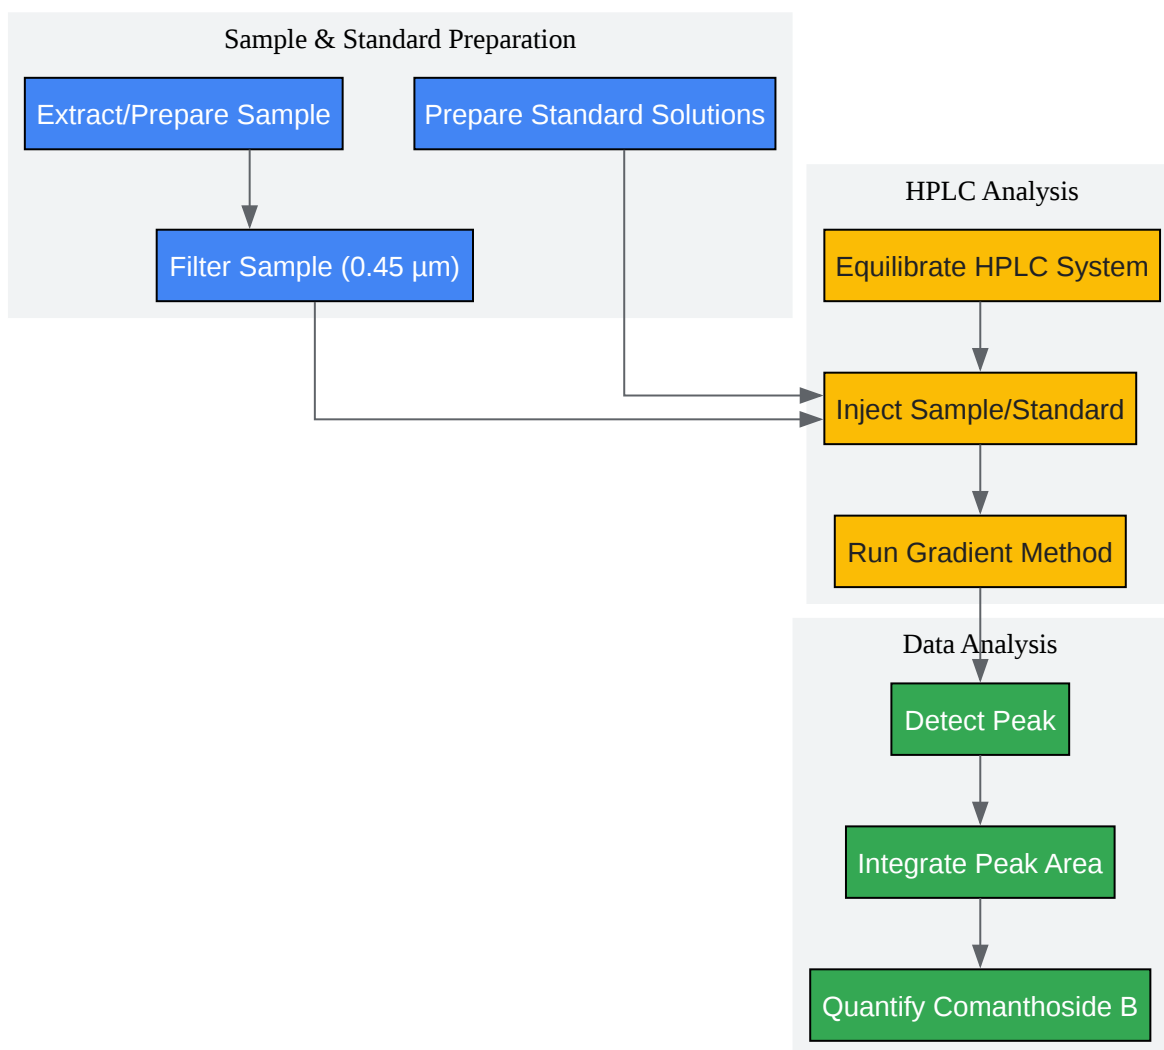 Sample & Standard Preparation
Extract/Prepare Sample
Prepare Standard Solutions
Filter Sample (0.45 µm)
HPLC Analysis
Equilibrate HPLC System
Inject Sample/Standard
Run Gradient Method
Data Analysis
Detect Peak
Integrate Peak Area
Quantify Comanthoside B